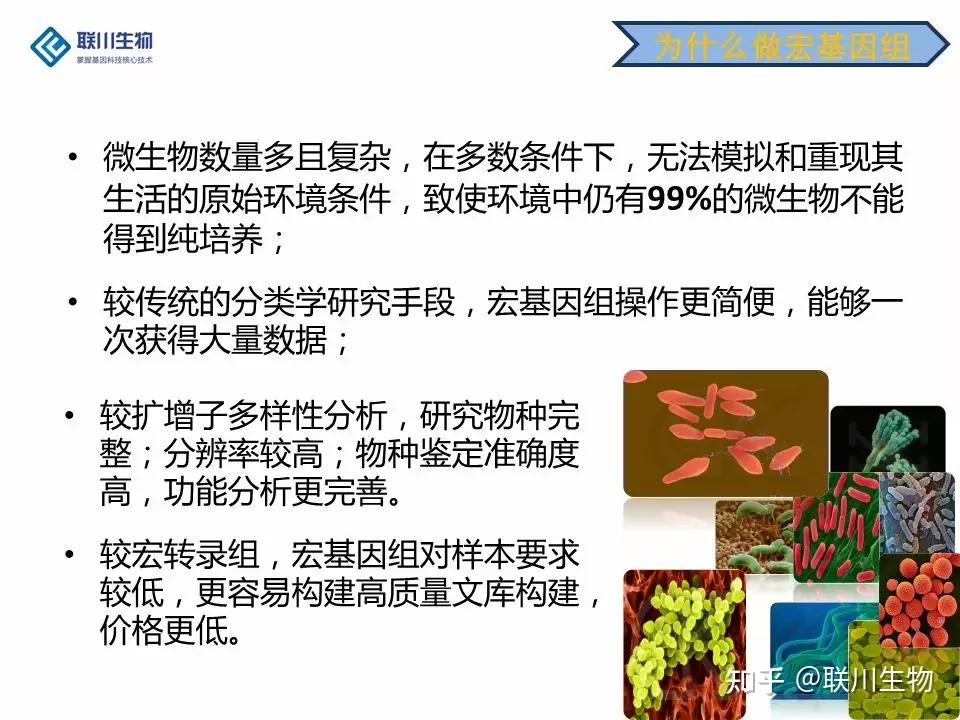 联川生物
掌握基因科技核心技术
为什么做宏基因组
• 微生物数量多且复杂，在多数条件下，无法模拟和重现其
生活的原始环境条件，致使环境中仍有99%的微生物不能
得到纯培养；
• 较传统的分类学研究手段，宏基因组操作更简便，能够一
次获得大量数据；
• 较扩增子多样性分析，研究物种完
整；分辨率较高；物种鉴定准确度
高，功能分析更完善。
• 较宏转录组，宏基因组对样本要求
较低，更容易构建高质量文库构建，
价格更低。
知乎 @联川生物